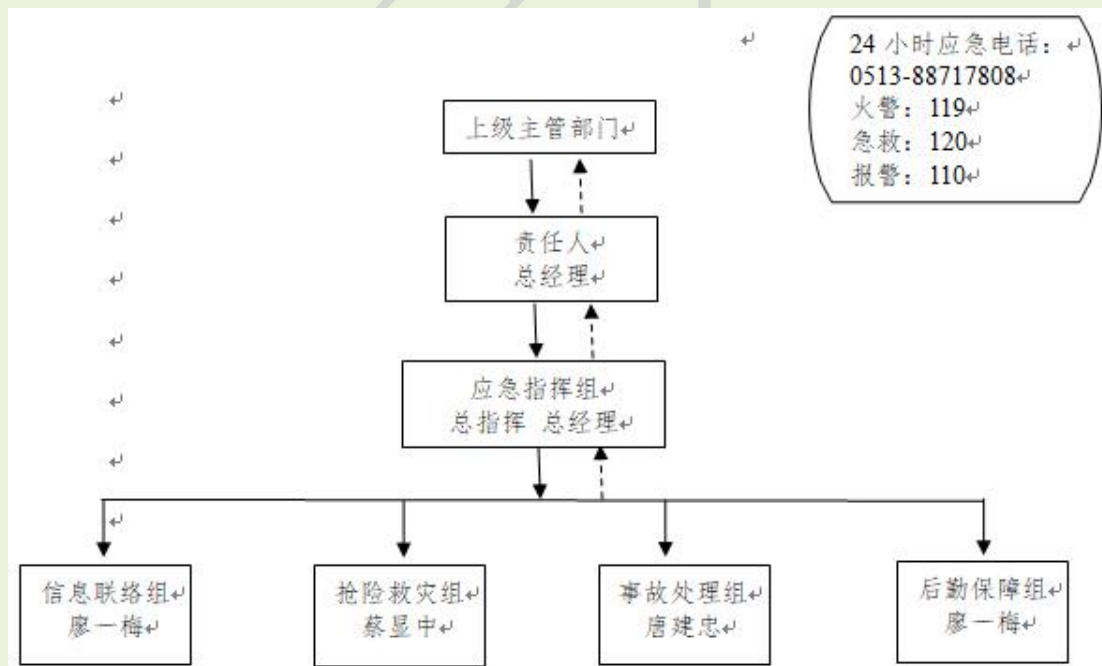 24 小时应急电话：
0513-88717808
火警：119
急救：120
报警：110
上级主管部门
责任人
总经理
应急指挥组
总指挥 总经理
信息联络组
廖一梅
抢险救灾组
蔡显中
事故处理组
唐建忠
后勤保障组
廖一梅